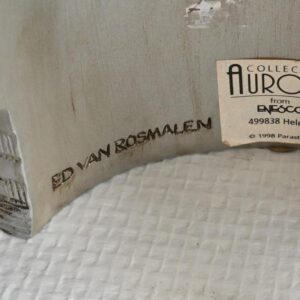 ED VAN ROSMALEN
COLLEC
AURO
from
ENESCO
499838 Hele
© 1998 Parast